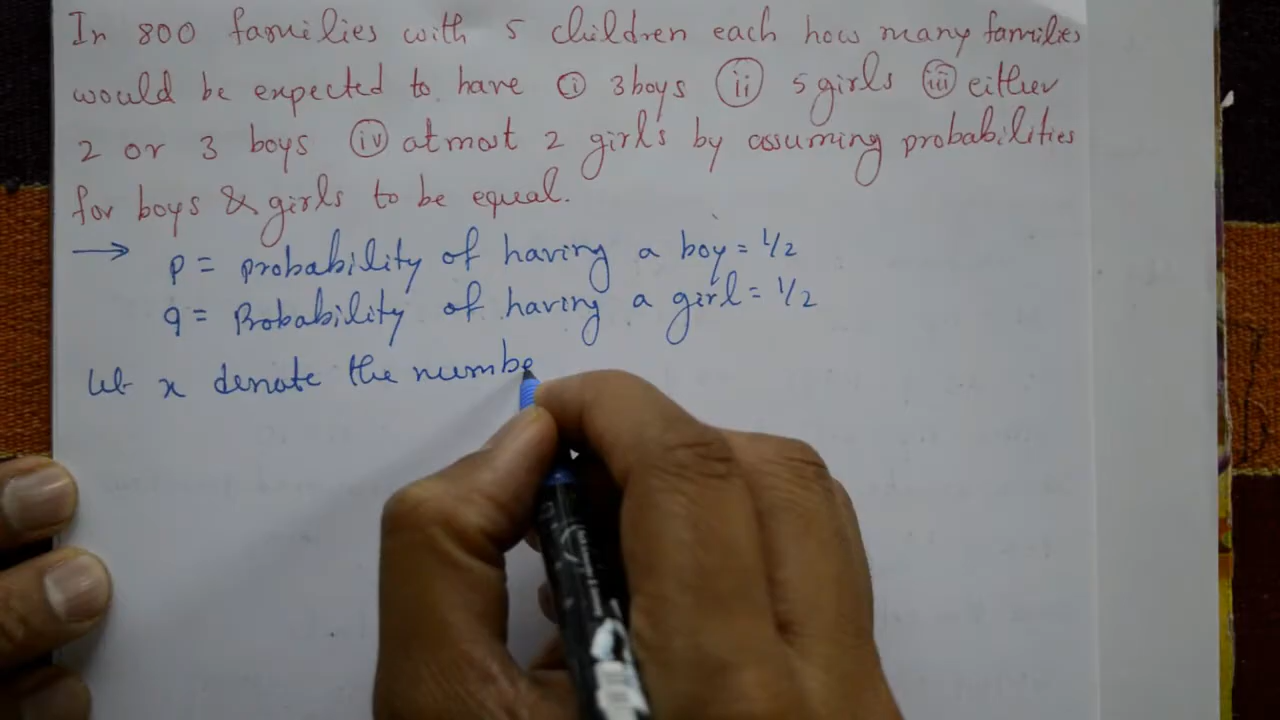 In 800 families with 5 children each how many families
would be expected to have (i) 3 boys (ii) 5 girls (iii) either
2 or 3 boys (iv) atmost 2 girls by assuming probabilities
for boys & girls to be equal.
→ p = probability of having a boy = 1/2
q = Probability of having a girl = 1/2
Let x denote the numbe